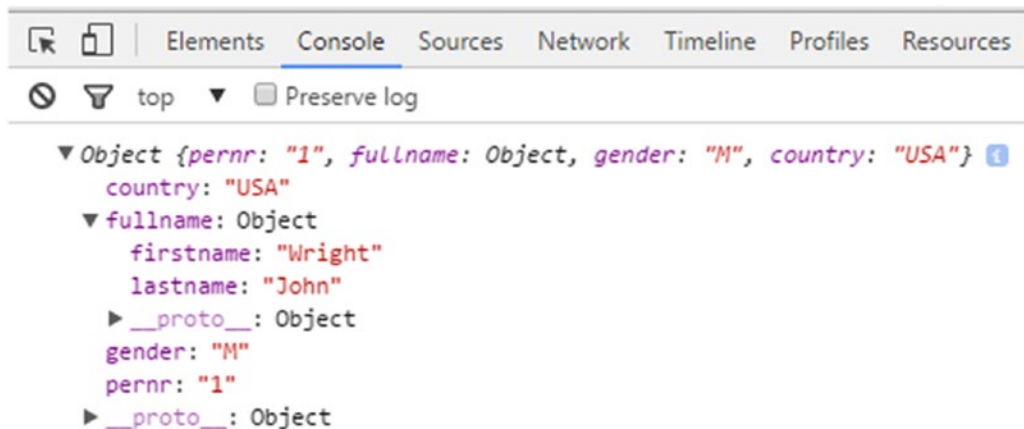 Elements Console Sources Network Timeline Profiles Resources
top Preserve log
Object {pernr: "1", fullname: Object, gender: "M", country: "USA"} i
country: "USA"
fullname: Object
firstname: "Wright"
lastname: "John"
__proto__: Object
gender: "M"
pernr: "1"
__proto__: Object